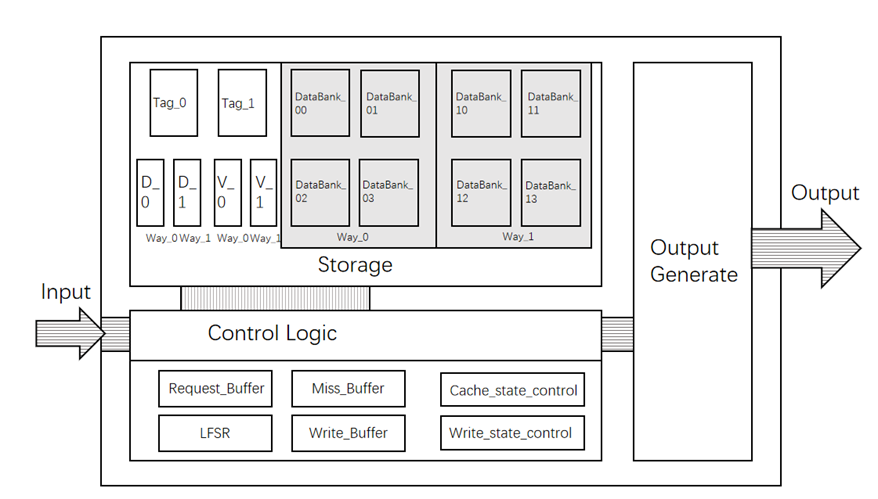 Tag_0
Tag_1
DataBank_
00
DataBank_
01
DataBank_
10
DataBank_
11
D_
0
D_
1
V_
0
V_
1
DataBank_
02
DataBank_
03
DataBank_
12
DataBank_
13
Way_0
Way_1
Way_0
Way_1
Way_0
Way_1
Storage
Output
Output
Generate
Input
Control Logic
Request_Buffer
Miss_Buffer
Cache_state_control
LFSR
Write_Buffer
Write_state_control